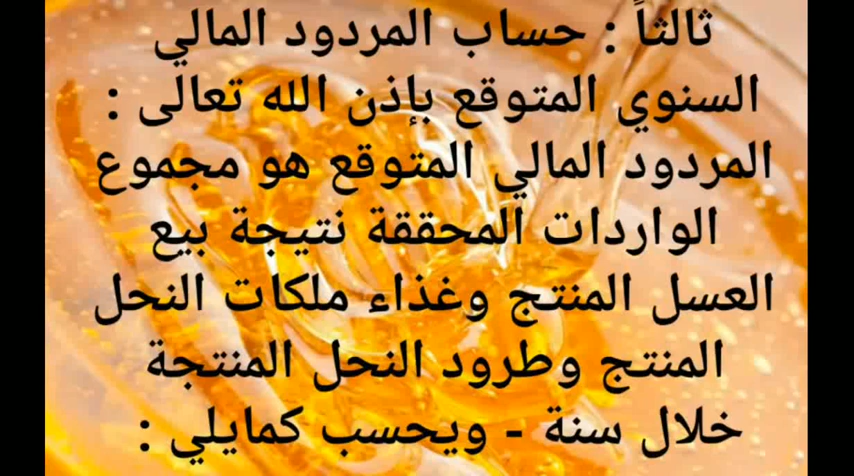 ثالثاً : حساب المردود المالي
السنوي المتوقع بإذن الله تعالى :
المردود المالي المتوقع هو مجموع
الواردات المحققة نتيجة بيع
العسل المنتج وغذاء ملكات النحل
المنتج وطرود النحل المنتجة
خلال سنة - ويحسب كمايلي :